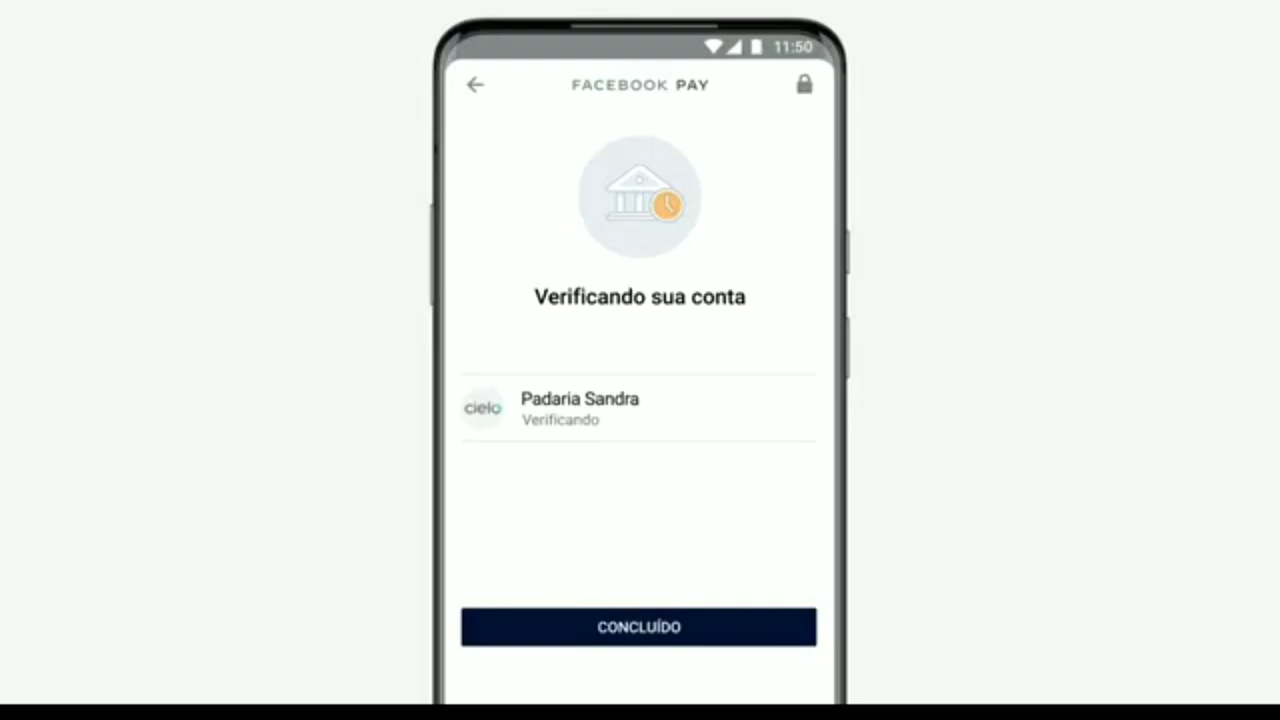 11:50
FACEBOOK PAY
Verificando sua conta
cielo
Padaria Sandra
Verificando
CONCLUÍDO